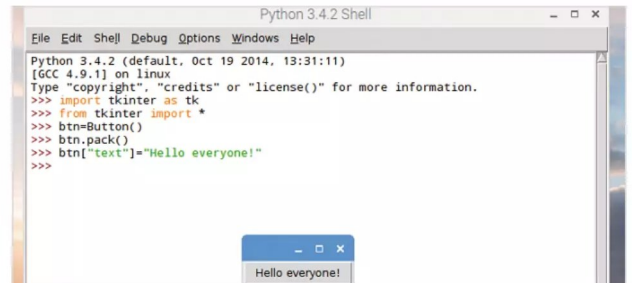 Python 3.4.2 Shell
File Edit Shell Debug Options Windows Help
Python 3.4.2 (default, Oct 19 2014, 13:31:11)
[GCC 4.9.1] on linux
Type "copyright", "credits" or "license()" for more information.
>>> import tkinter as tk
>>> from tkinter import *
>>> btn=Button()
>>> btn.pack()
>>> btn["text"]="Hello everyone!"
>>>
Hello everyone!